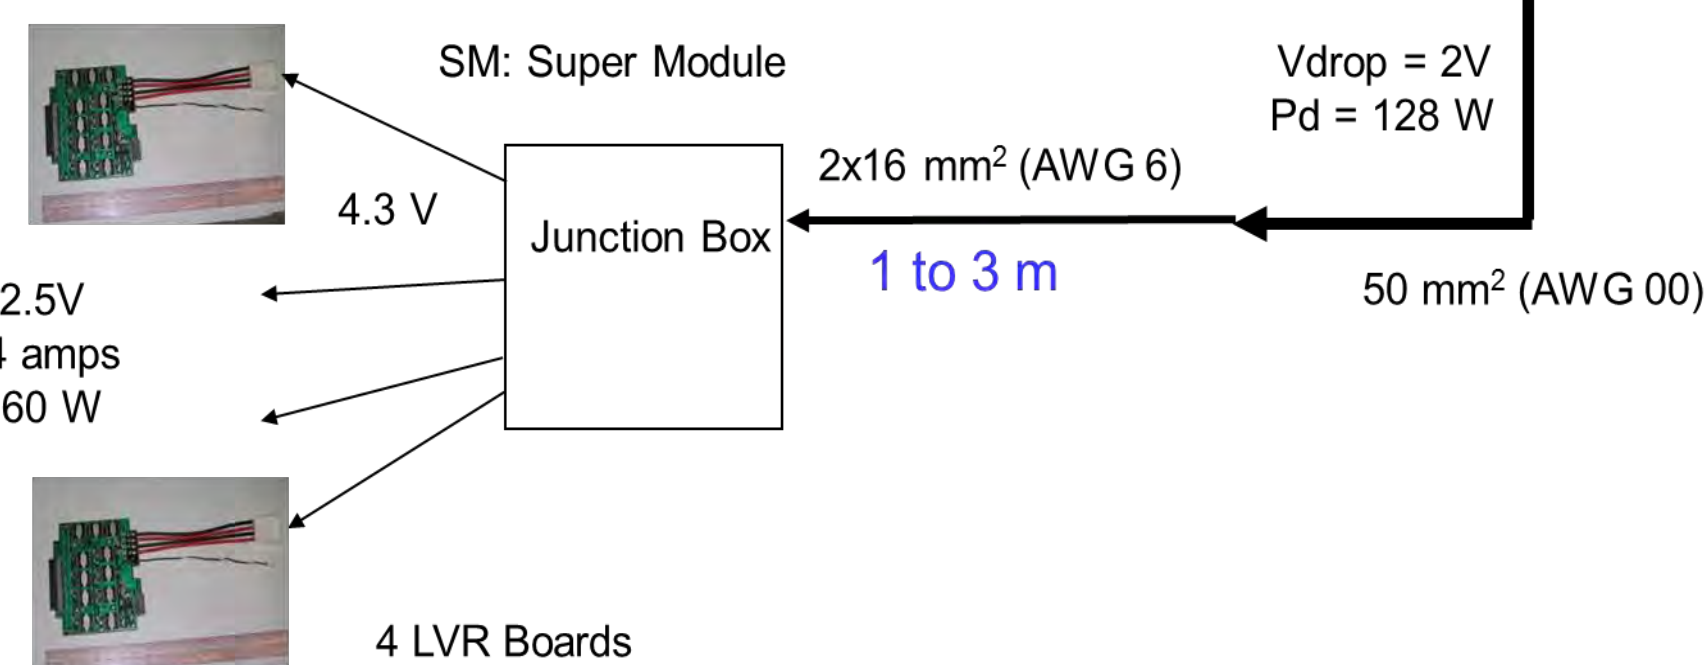 SM: Super Module
Vdrop = 2V
Pd = 128 W
2x16 mm² (AWG 6)
4.3 V
Junction Box
1 to 3 m
50 mm² (AWG 00)
2.5V
amps
60 W
4 LVR Boards